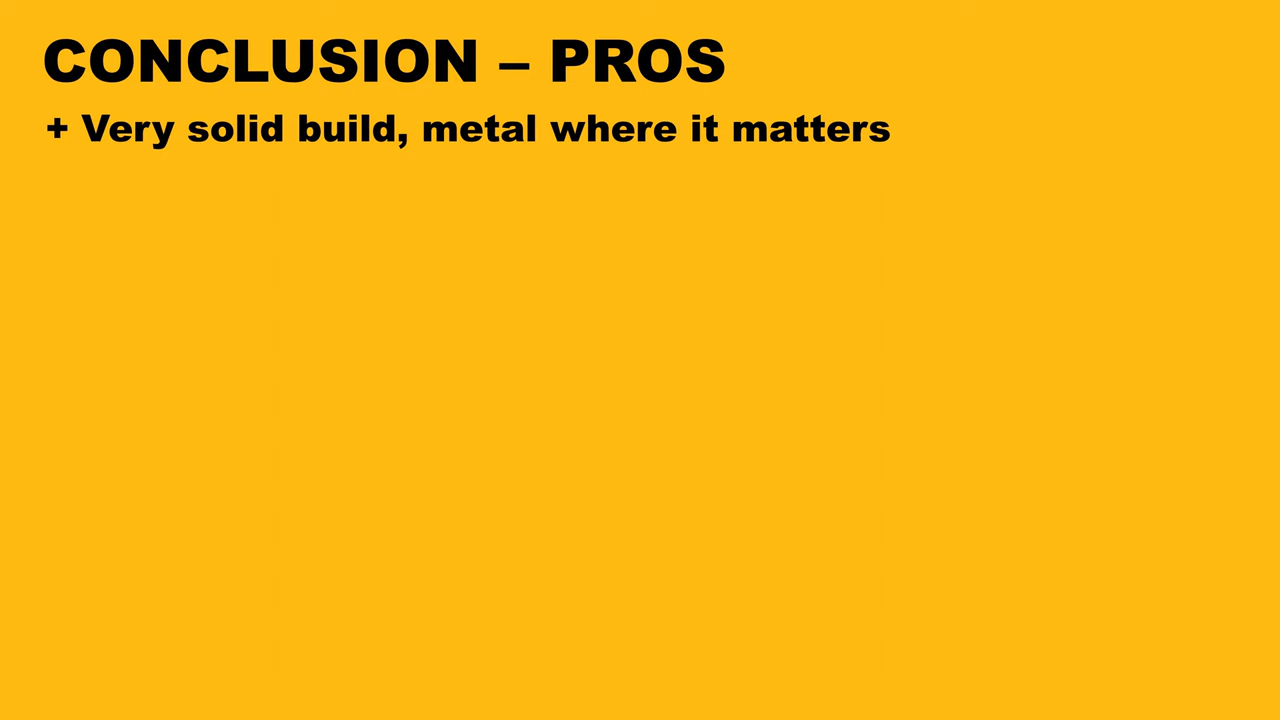 CONCLUSION – PROS
+ Very solid build, metal where it matters